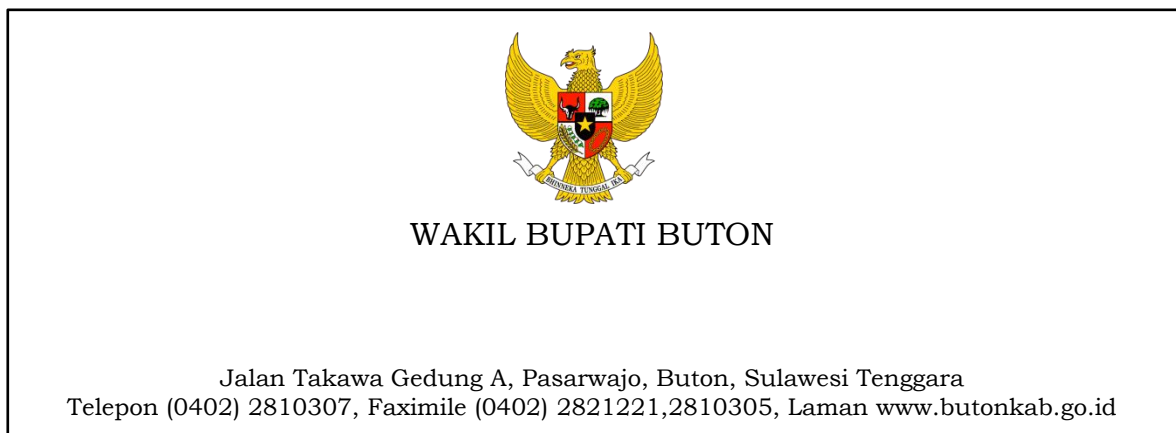 BHINNEKA TUNGGAL IKA
WAKIL BUPATI BUTON
Jalan Takawa Gedung A, Pasarwajo, Buton, Sulawesi Tenggara
Telepon (0402) 2810307, Faximile (0402) 2821221,2810305, Laman www.butonkab.go.id